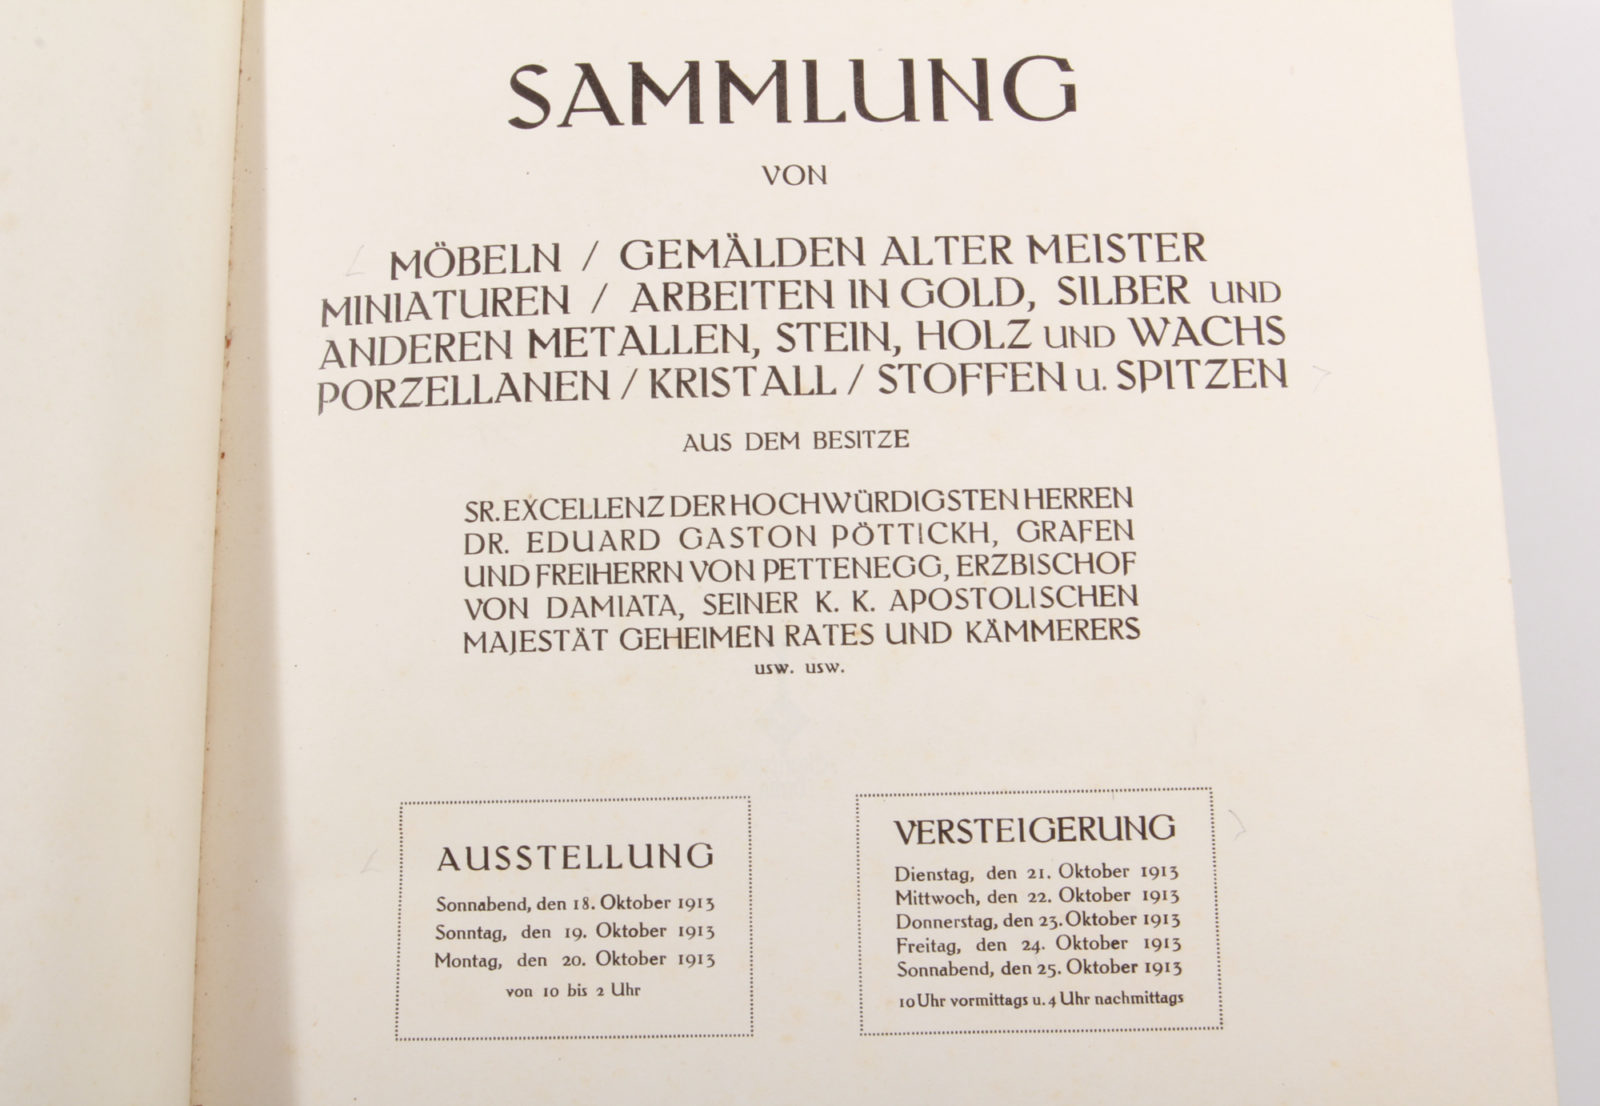 SAMMLUNG
VON
MÖBELN / GEMÄLDEN ALTER MEISTER
MINIATUREN / ARBEITEN IN GOLD, SILBER UND
ANDEREN METALLEN, STEIN, HOLZ UND WACHS
PORZELLANEN / KRISTALL / STOFFEN u. SPITZEN
AUS DEM BESITZE
SR. EXCELLENZ DER HOCHWÜRDIGSTEN HERREN
DR. EDUARD GASTON PÖTTICKH, GRAFEN
UND FREIHERRN VON PETTENEGG, ERZBISCHOF
VON DAMIATA, SEINER K. K. APOSTOLISCHEN
MAJESTÄT GEHEIMEN RATES UND KÄMMERERS
usw. usw.
AUSSTELLUNG
Sonnabend, den 18. Oktober 1913
Sonntag, den 19. Oktober 1913
Montag, den 20. Oktober 1913
von 10 bis 2 Uhr
VERSTEIGERUNG
Dienstag, den 21. Oktober 1913
Mittwoch, den 22. Oktober 1913
Donnerstag, den 23. Oktober 1913
Freitag, den 24. Oktober 1913
Sonnabend, den 25. Oktober 1913
10 Uhr vormittags u. 4 Uhr nachmittags